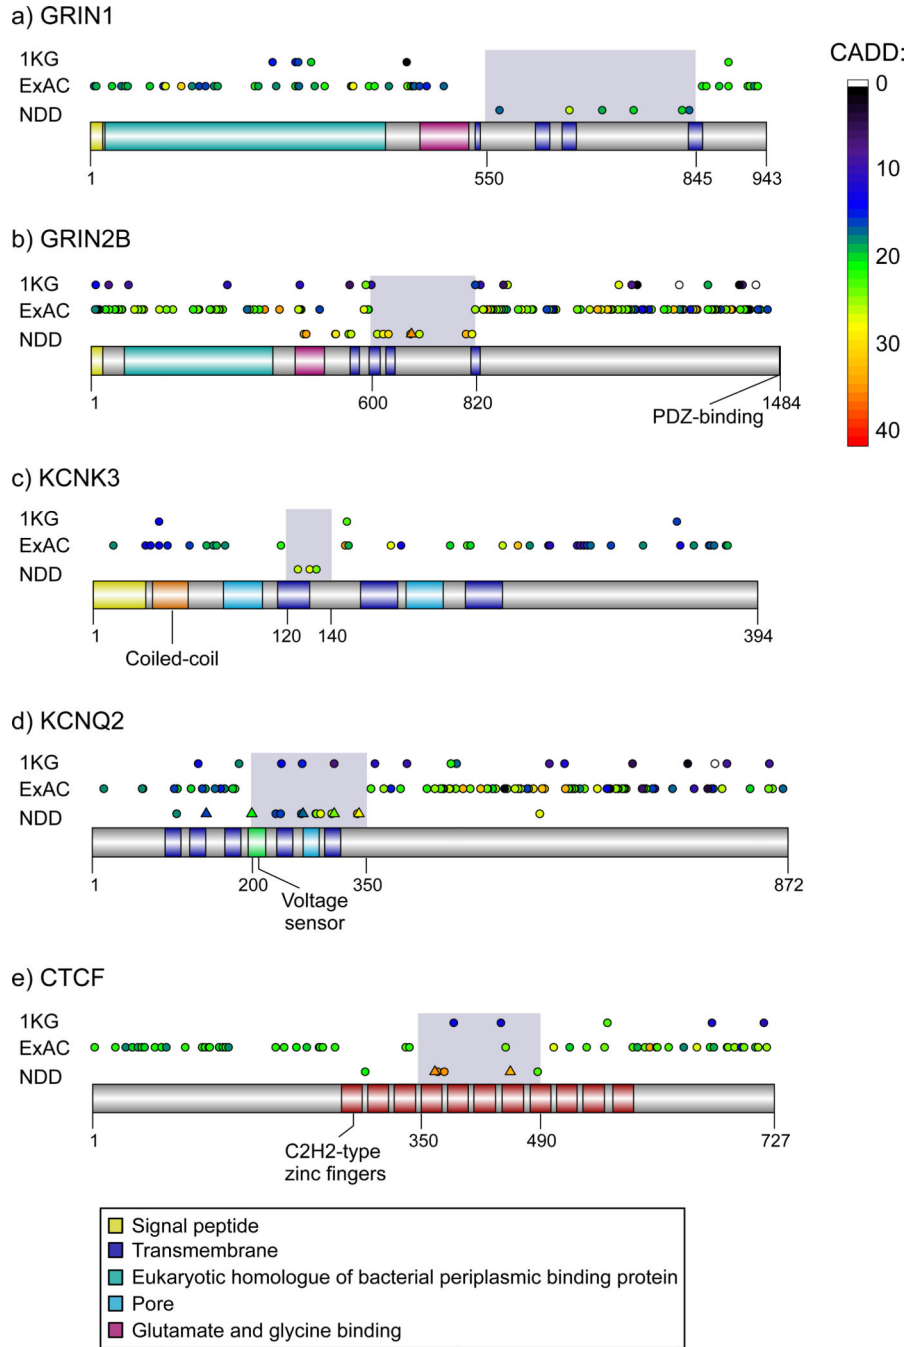 a) GRIN1
CADD:
1KG
ExAC
NDD
1 550 845 943
0
10
20
30
40
b) GRIN2B
1KG
ExAC
NDD
1 600 820 1484
PDZ-binding
c) KCNK3
1KG
ExAC
NDD
1 120 140 394
Coiled-coil
d) KCNQ2
1KG
ExAC
NDD
1 200 350 872
Voltage
sensor
e) CTCF
1KG
ExAC
NDD
1 350 490 727
C2H2-type
zinc fingers
Signal peptide
Transmembrane
Eukaryotic homologue of bacterial periplasmic binding protein
Pore
Glutamate and glycine binding